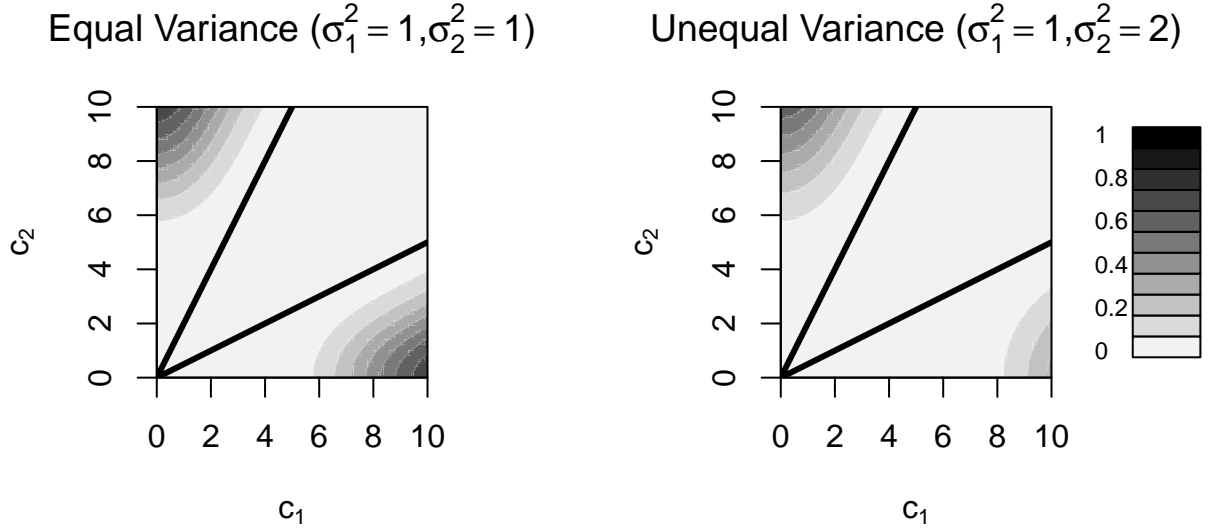 Equal Variance (σ₁² = 1,σ₂² = 1)
c₂
0 2 4 6 8 10
0 2 4 6 8 10
c₁
Unequal Variance (σ₁² = 1,σ₂² = 2)
c₂
0 2 4 6 8 10
0 2 4 6 8 10
c₁
1
0.8
0.6
0.4
0.2
0